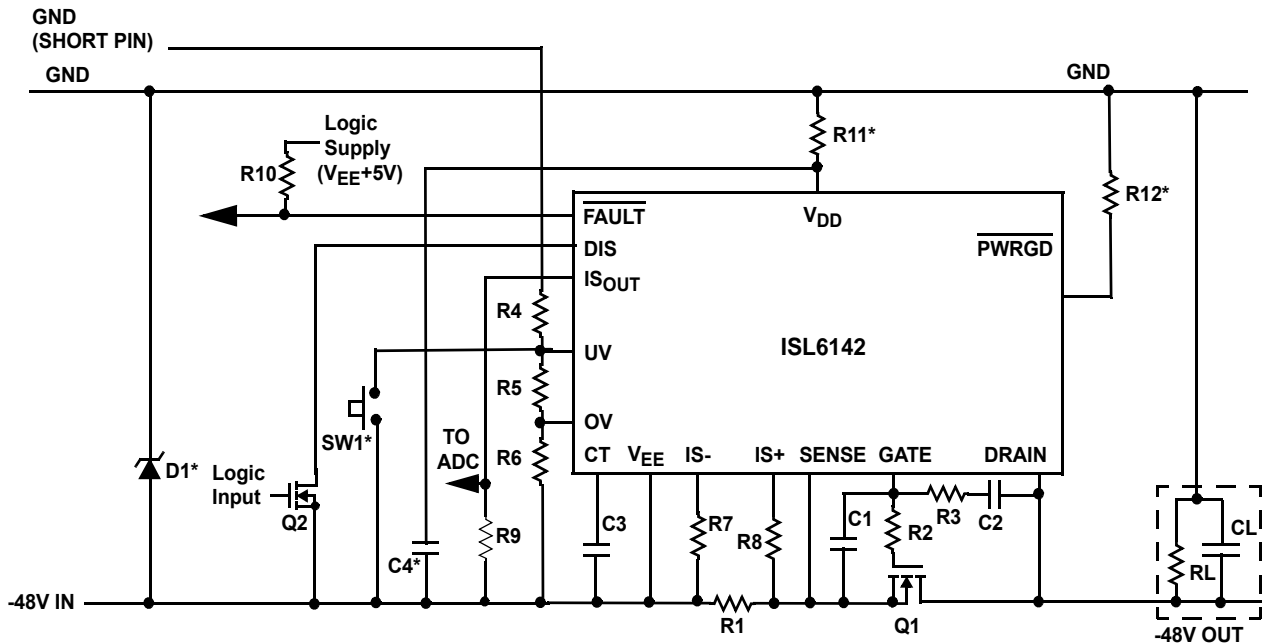 GND
(SHORT PIN)
GND
GND
Logic
Supply
(VEE+5V)
R10
R11*
R12*
FAULT
VDD
DIS
PWRGD
ISOUT
R4
UV
ISL6142
R5
OV
SW1*
TO
ADC
R6
CT
VEE
IS-
IS+
SENSE
GATE
DRAIN
D1*
Logic
Input
Q2
C4*
R9
C3
R7
R8
C1
R2
R3
C2
CL
RL
-48V IN
R1
Q1
-48V OUT